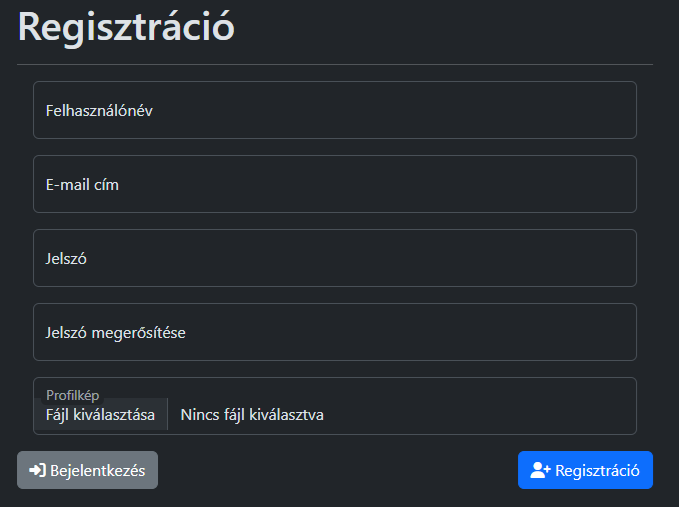 Regisztráció
Felhasználónév
E-mail cím
Jelszó
Jelszó megerősítése
Profilkép
Fájl kiválasztása Nincs fájl kiválasztva
Bejelentkezés Regisztráció